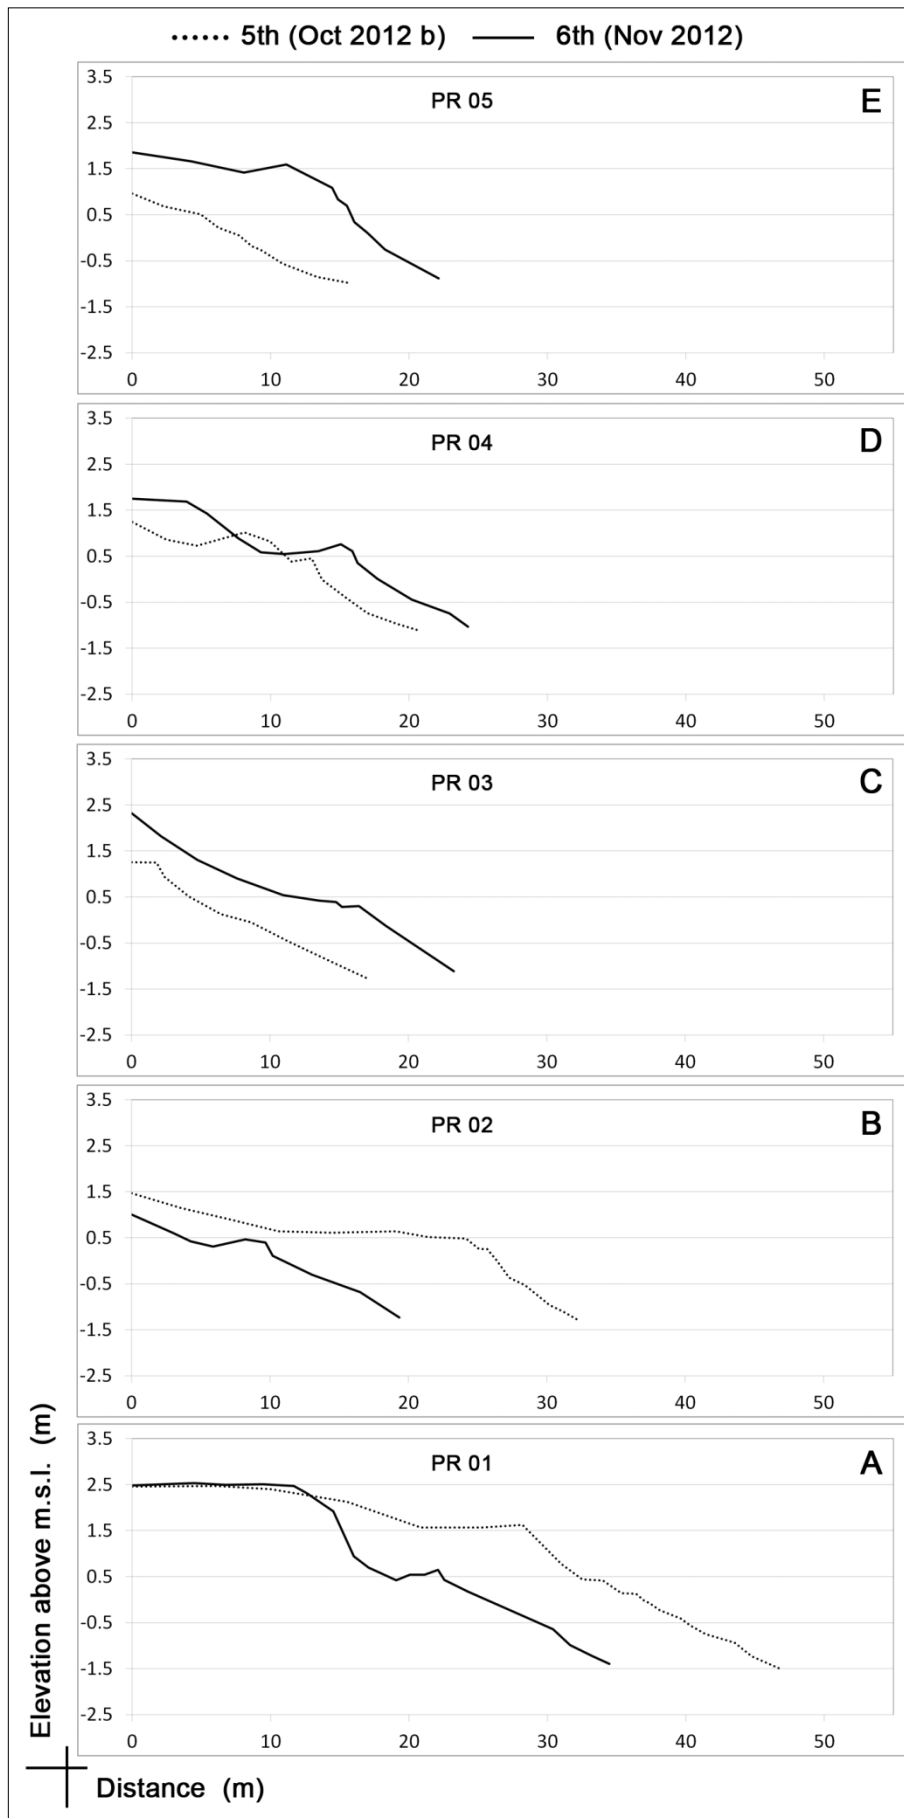 5th (Oct 2012 b) 6th (Nov 2012)
PR 05 E
3.5
2.5
1.5
0.5
-0.5
-1.5
-2.5
0 10 20 30 40 50
PR 04 D
3.5
2.5
1.5
0.5
-0.5
-1.5
-2.5
0 10 20 30 40 50
PR 03 C
3.5
2.5
1.5
0.5
-0.5
-1.5
-2.5
0 10 20 30 40 50
PR 02 B
3.5
2.5
1.5
0.5
-0.5
-1.5
-2.5
0 10 20 30 40 50
PR 01 A
3.5
2.5
1.5
0.5
-0.5
-1.5
-2.5
0 10 20 30 40 50
Elevation above m.s.l. (m)
Distance (m)